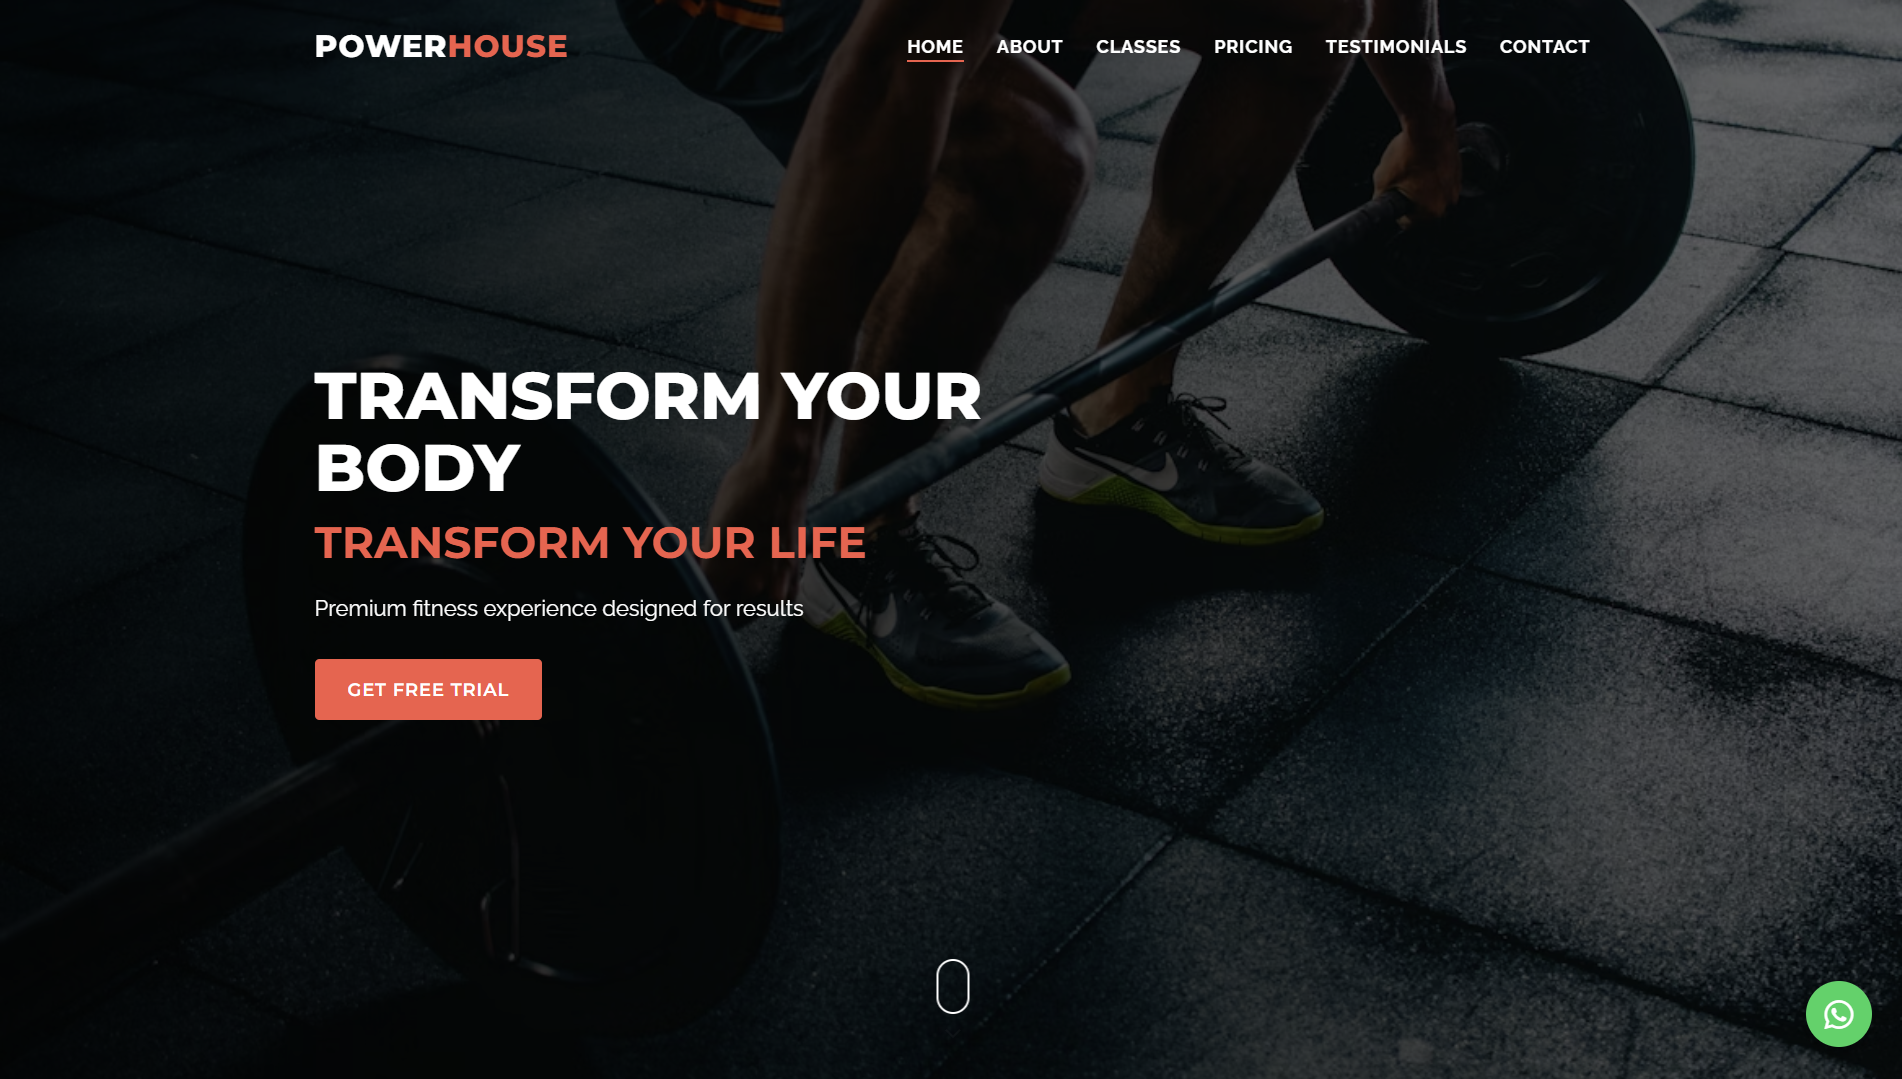 POWERHOUSE
HOME ABOUT CLASSES PRICING TESTIMONIALS CONTACT
TRANSFORM YOUR
BODY
TRANSFORM YOUR LIFE
Premium fitness experience designed for results
GET FREE TRIAL